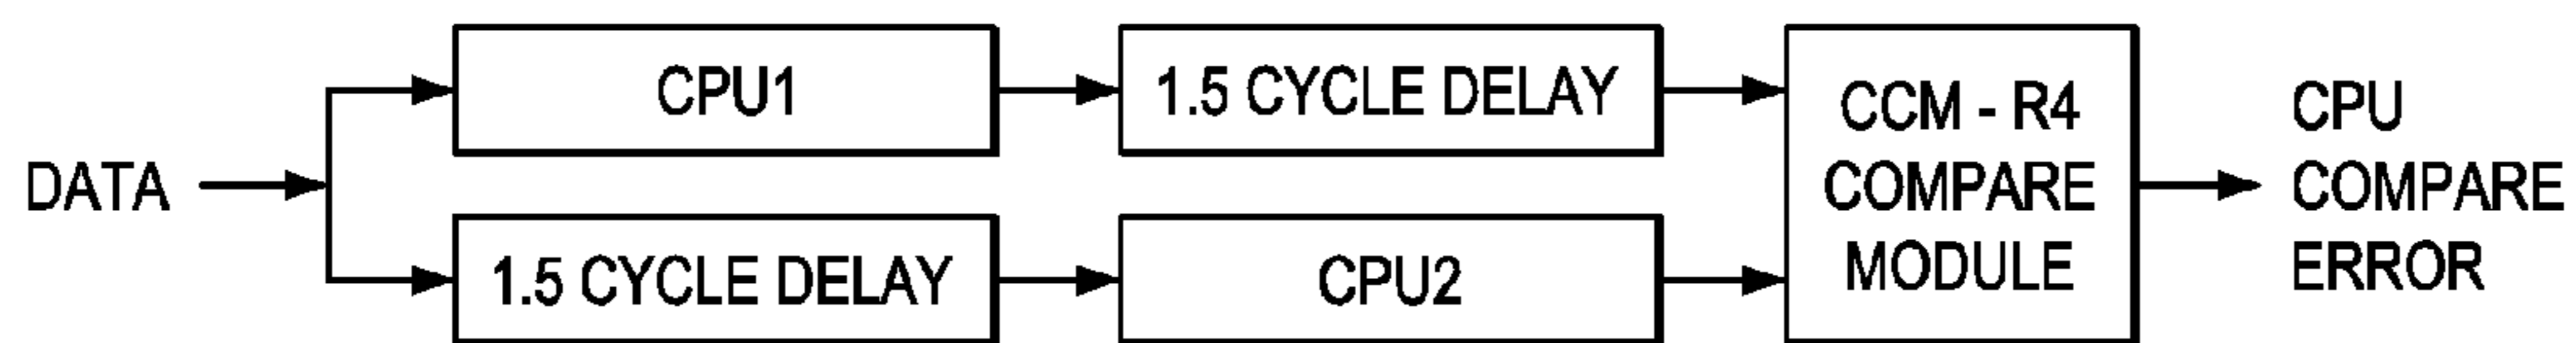 DATA
CPU1
1.5 CYCLE DELAY
1.5 CYCLE DELAY
CPU2
CCM - R4
COMPARE
MODULE
CPU
COMPARE
ERROR